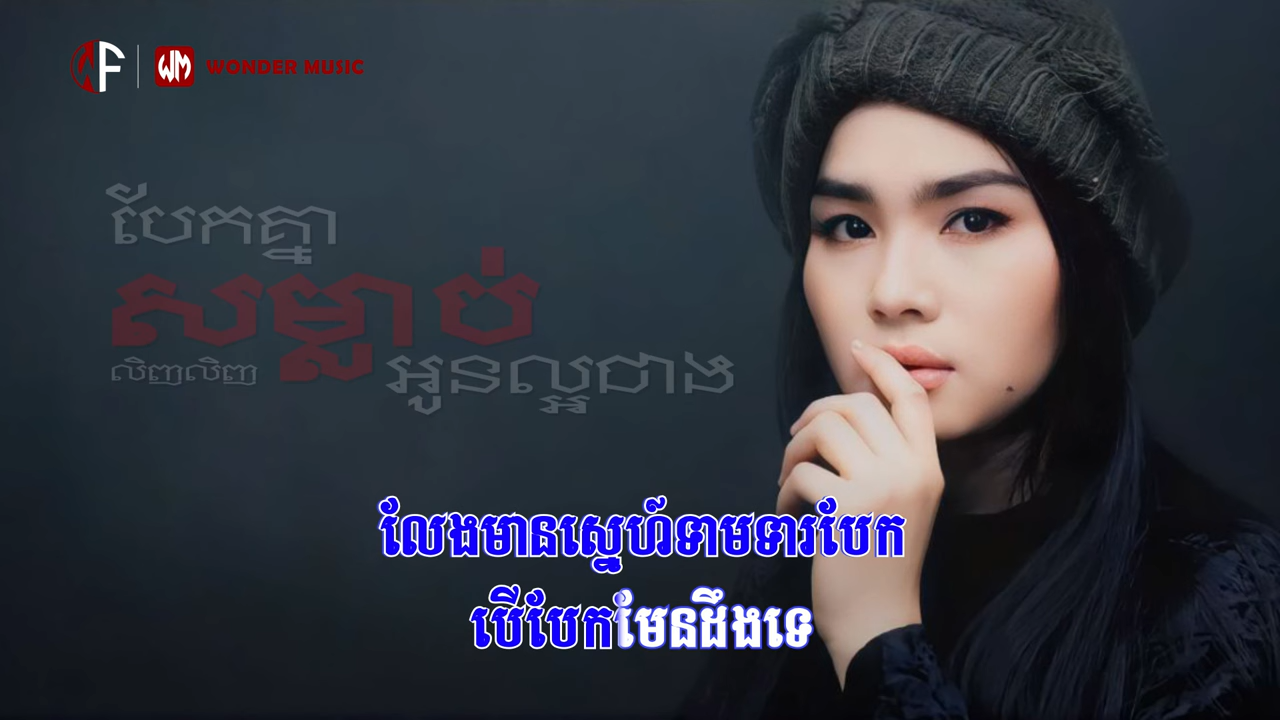 F WM WONDER MUSIC
បែកគ្នា
សម្លាប់
លិញលិញ អូនល្អជាង
លែងមានស្នេហ៍ទាមទារបែក
បើបែកមែនដឹងទេ